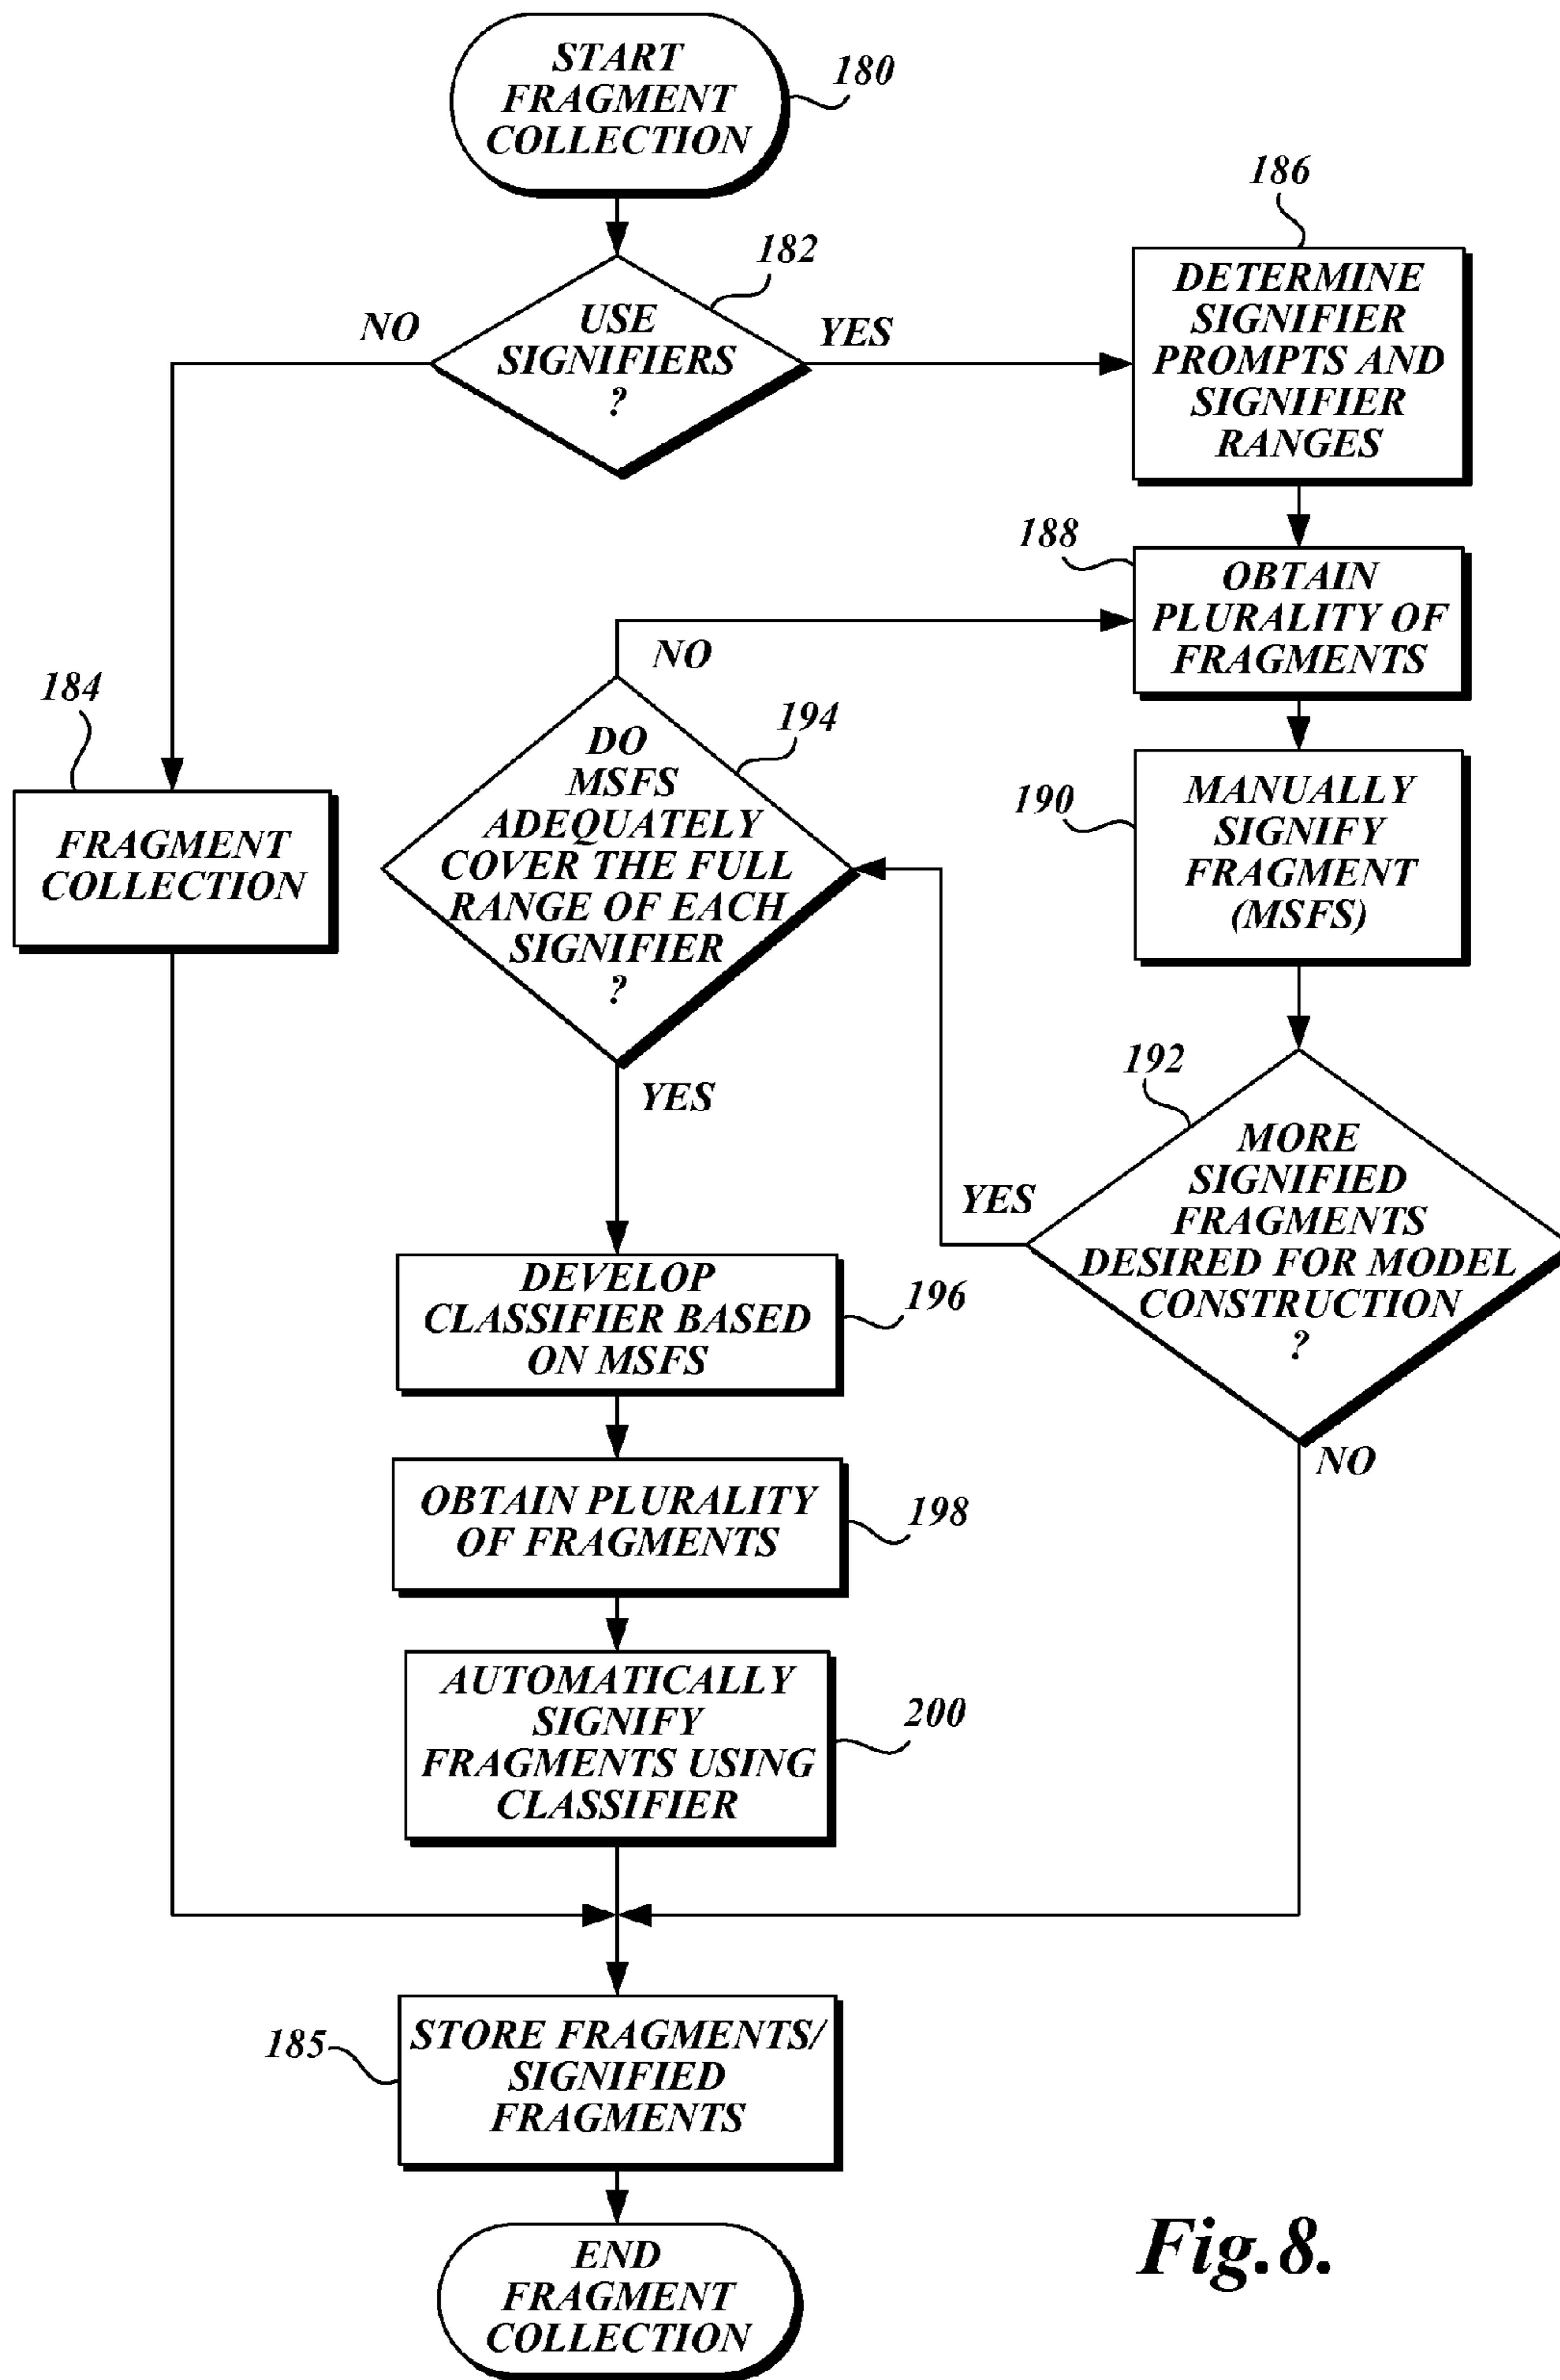 START
FRAGMENT
COLLECTION
180
182
USE
SIGNIFIERS
?
NO
YES
186
DETERMINE
SIGNIFIER
PROMPTS AND
SIGNIFIER
RANGES
188
OBTAIN
PLURALITY OF
FRAGMENTS
NO
184
FRAGMENT
COLLECTION
194
DO
MSFS
ADEQUATELY
COVER THE FULL
RANGE OF EACH
SIGNIFIER
?
YES
190
MANUALLY
SIGNIFY
FRAGMENT
(MSFS)
192
MORE
SIGNIFIED
FRAGMENTS
DESIRED FOR MODEL
CONSTRUCTION
?
YES
NO
DEVELOP
CLASSIFIER BASED
ON MSFS
196
OBTAIN PLURALITY
OF FRAGMENTS
198
AUTOMATICALLY
SIGNIFY
FRAGMENTS USING
CLASSIFIER
200
185
STORE FRAGMENTS/
SIGNIFIED
FRAGMENTS
END
FRAGMENT
COLLECTION
Fig.8.